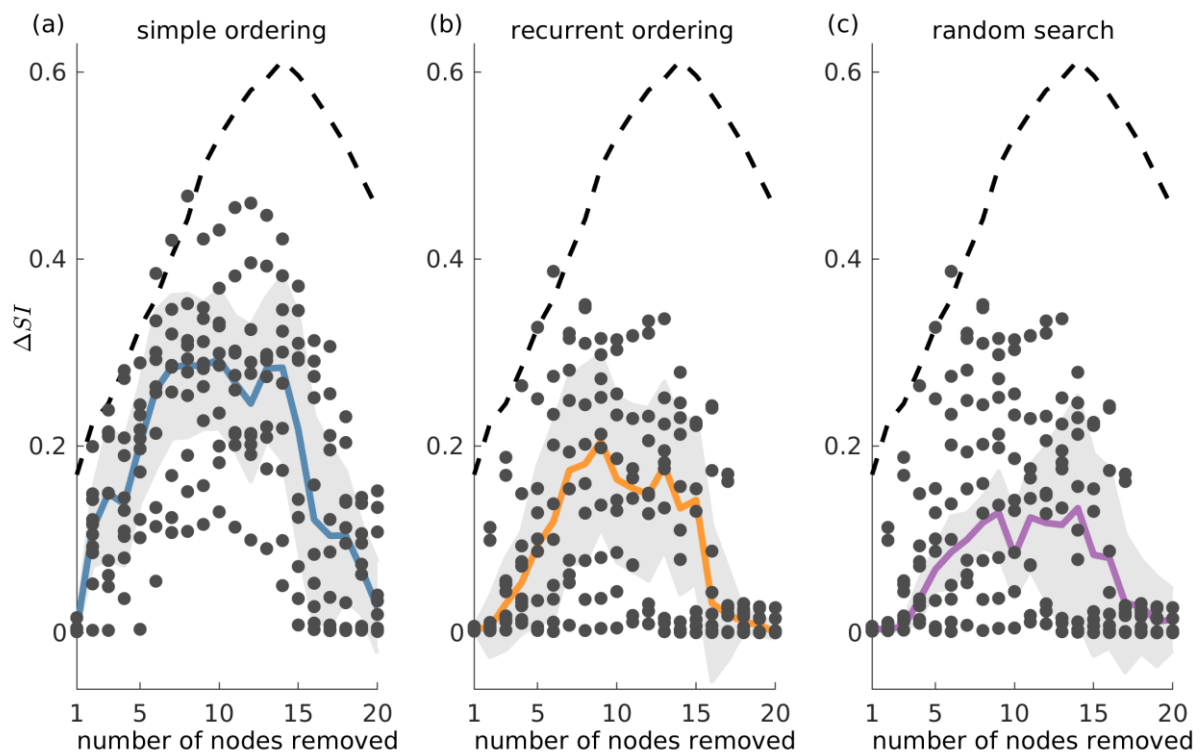 (a) simple ordering
(b) recurrent ordering
(c) random search
0.6
0.4
0.2
0
ΔSI
1 5 10 15 20
number of nodes removed
0.6
0.4
0.2
0
1 5 10 15 20
number of nodes removed
0.6
0.4
0.2
0
1 5 10 15 20
number of nodes removed